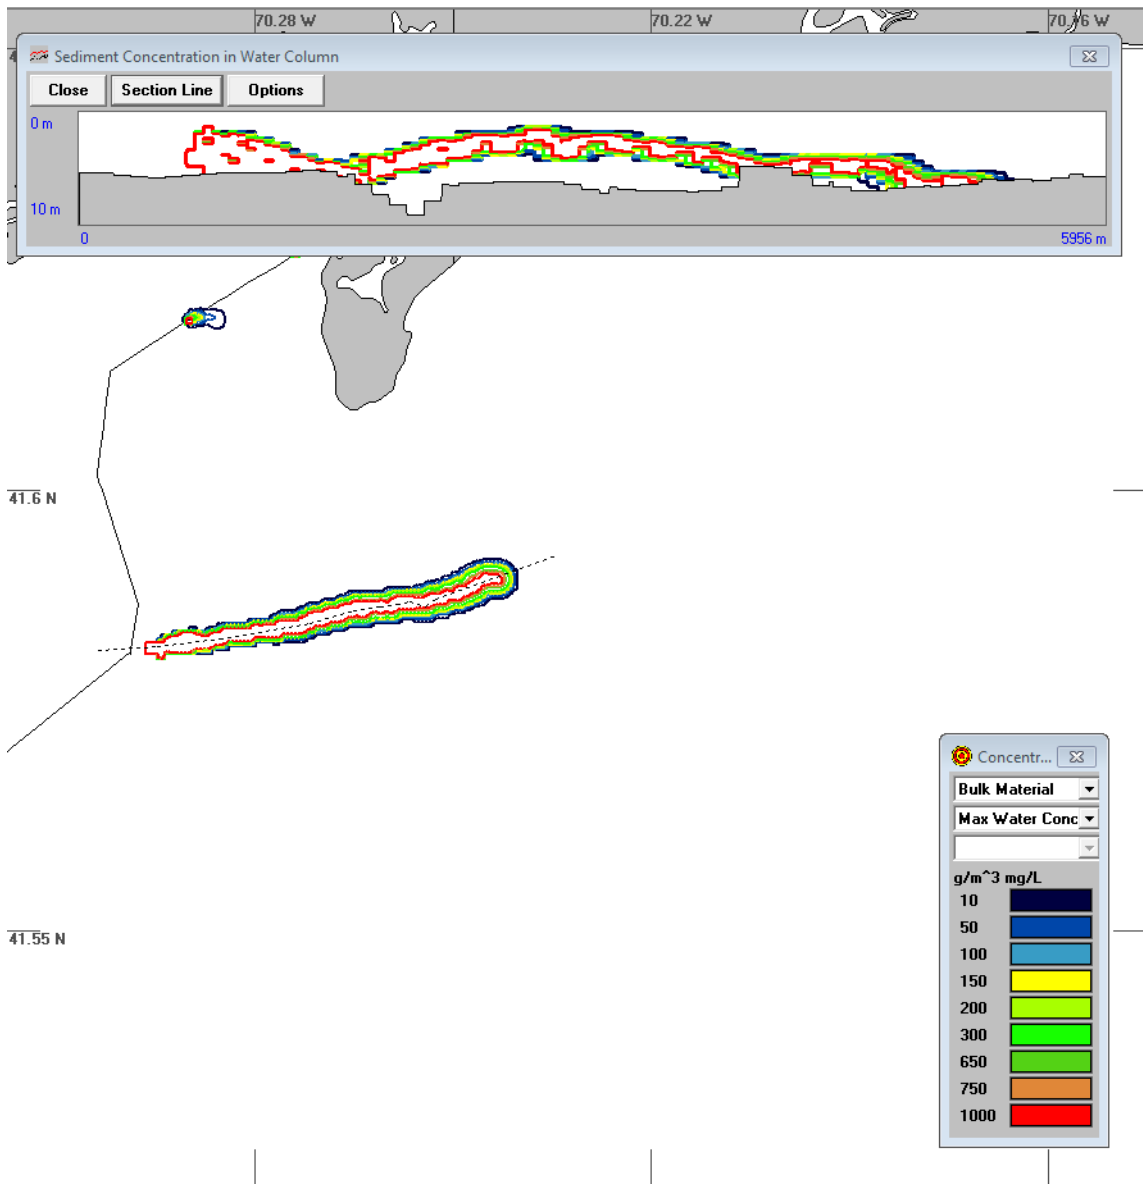 70.28 W 70.22 W 70.16 W
Sediment Concentration in Water Column
Close Section Line Options
0 m
10 m
0 5956 m
41.6 N
41.55 N
Concentr...
Bulk Material
Max Water Conc
g/m^3 mg/L
10
50
100
150
200
300
650
750
1000